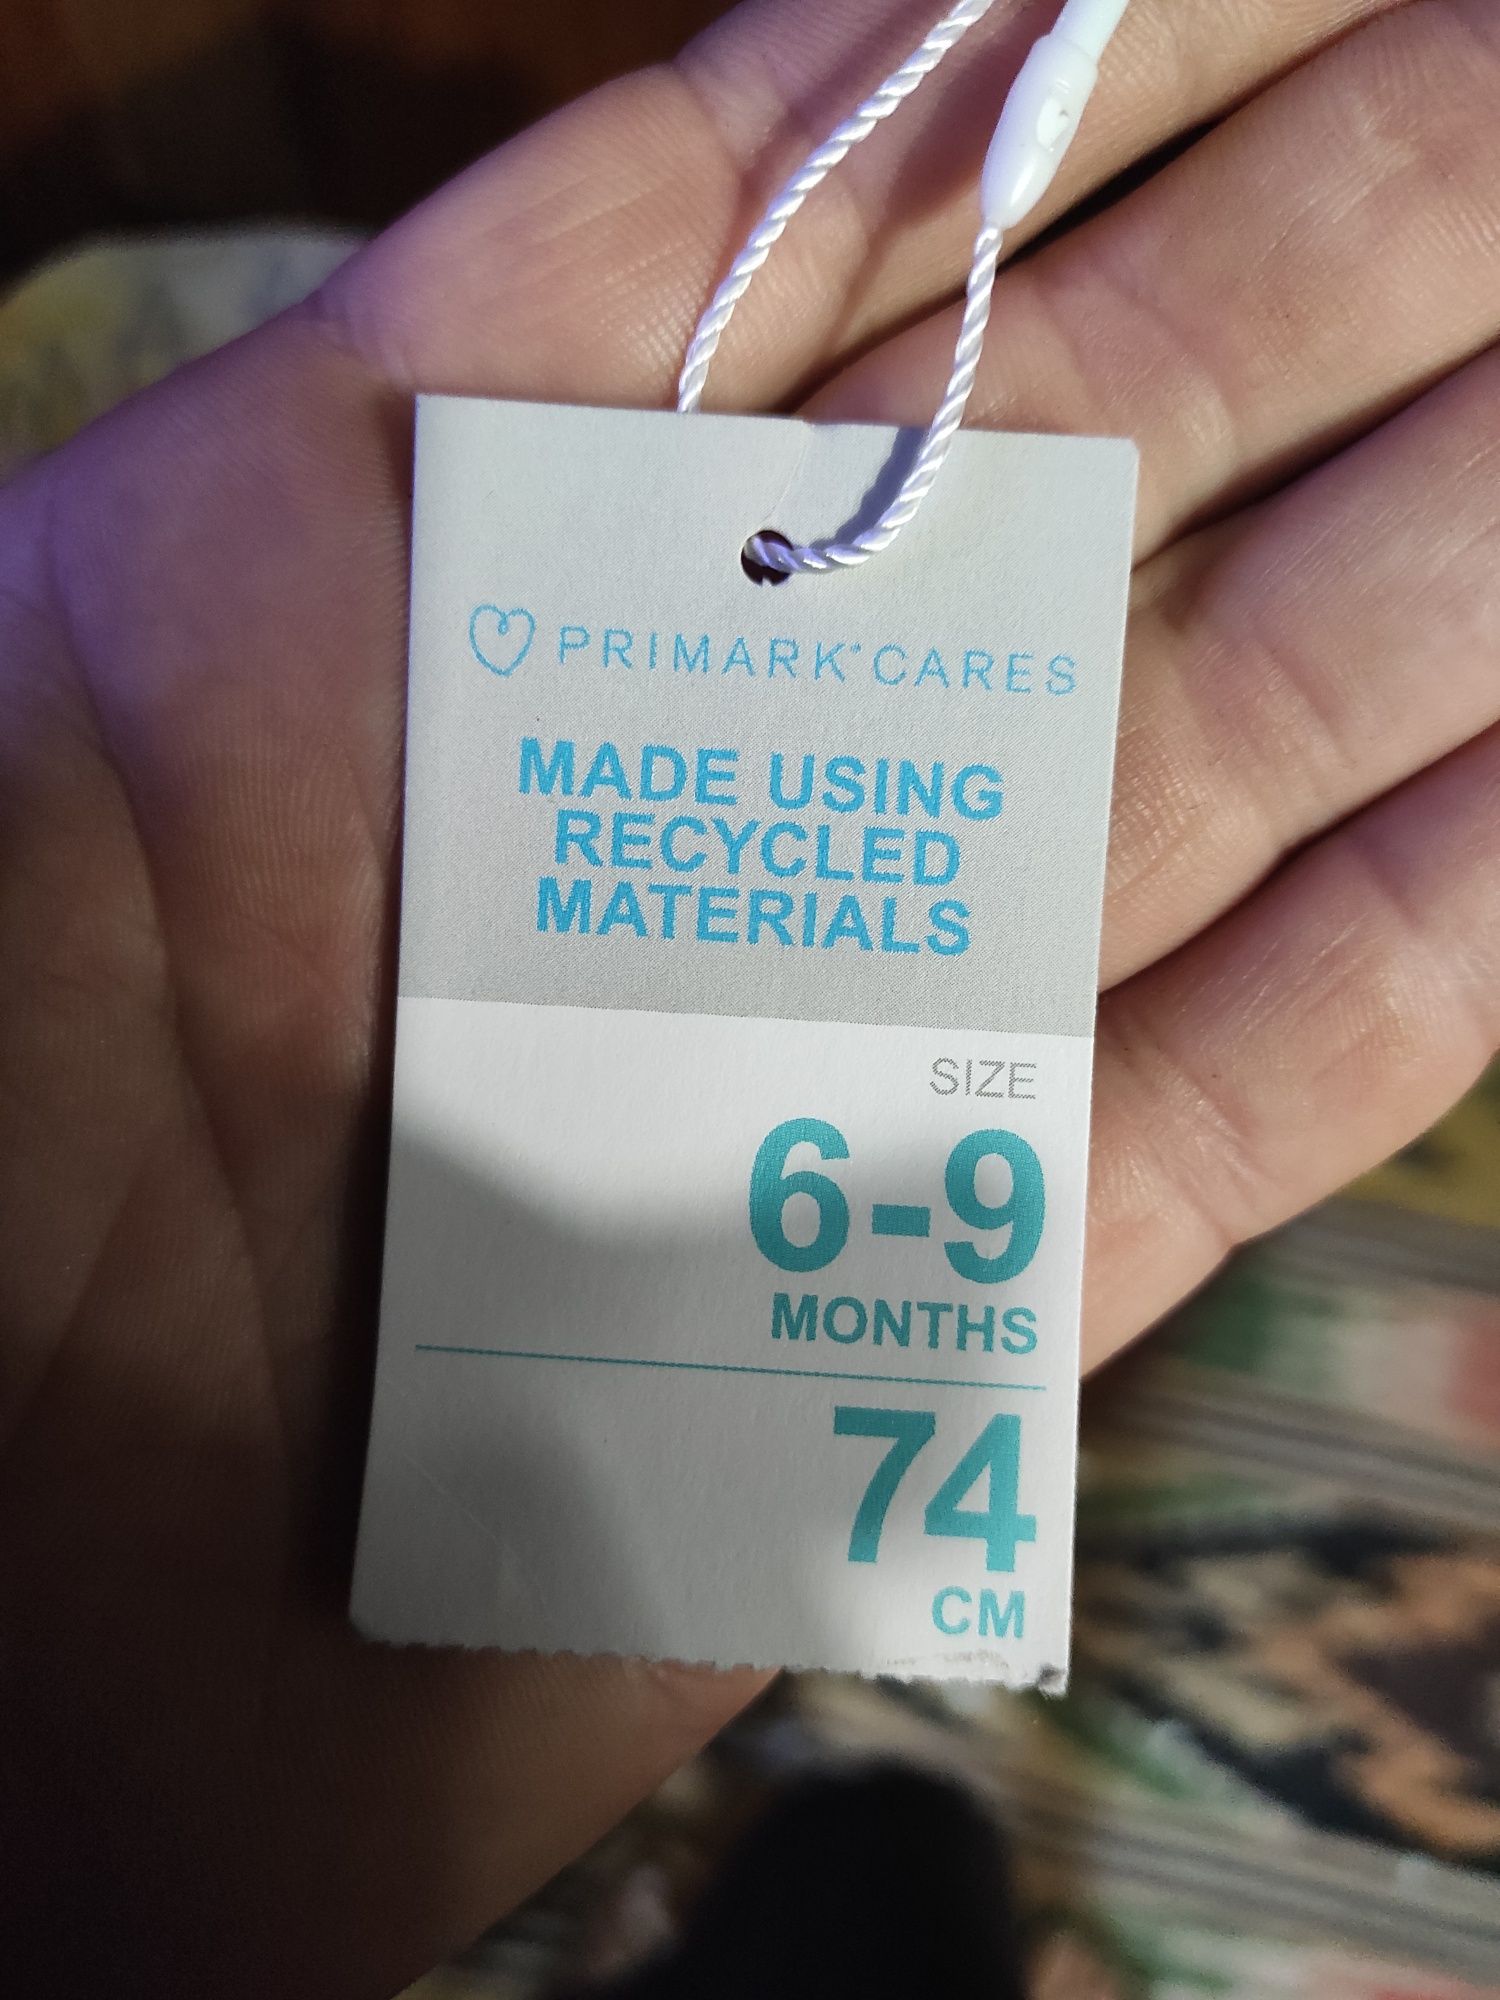 PRIMARK® CARES
MADE USING
RECYCLED
MATERIALS
SIZE
6-9
MONTHS
74
CM